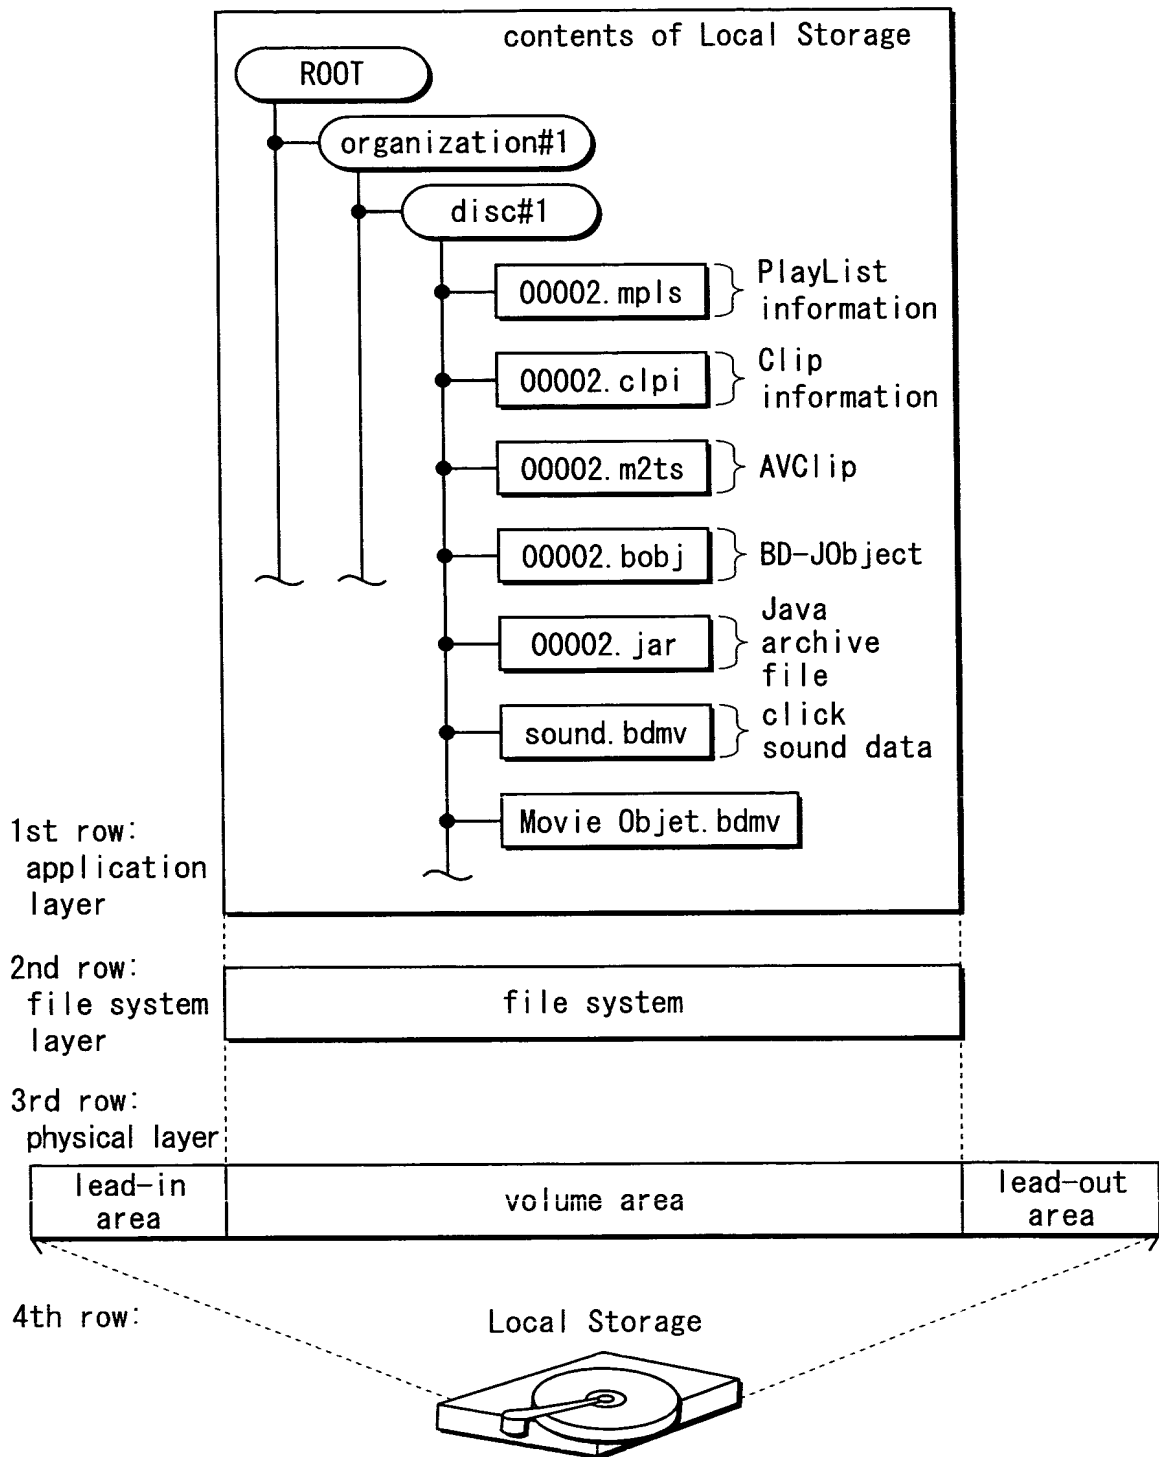 contents of Local Storage
ROOT
organization#1
disc#1
00002.mpls
PlayList
information
00002.clpi
Clip
information
00002.m2ts
AVClip
00002.bobj
BD-JObject
00002.jar
Java
archive
file
sound.bdmv
click
sound data
Movie Objet.bdmv
1st row:
application
layer
2nd row:
file system
layer
file system
3rd row:
physical layer
lead-in
area
volume area
lead-out
area
4th row:
Local Storage